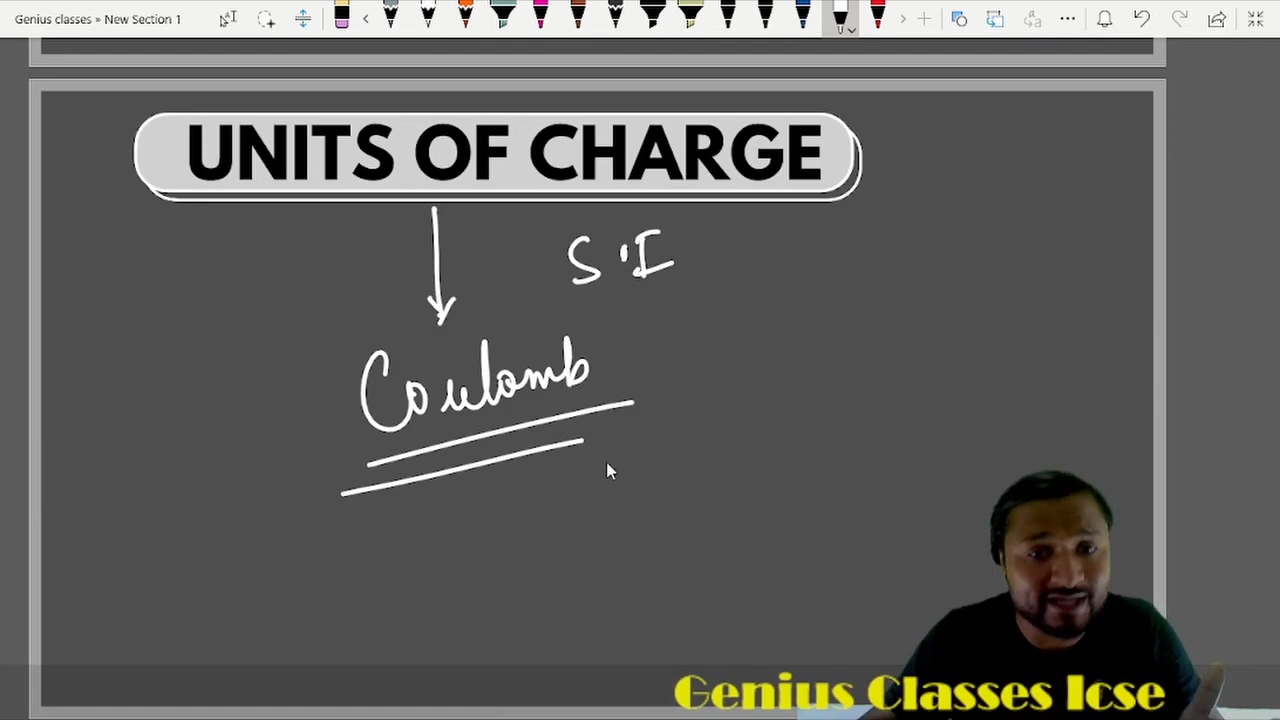 Genius classes » New Section 1
UNITS OF CHARGE
S.I
Coulomb
Genius Classes Icse